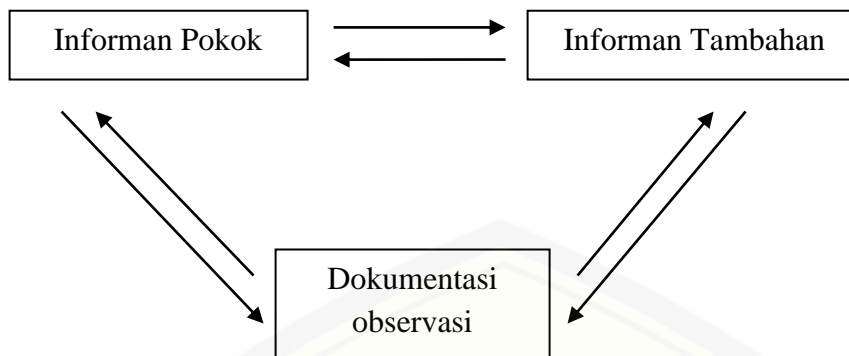 Informan Pokok
Informan Tambahan
Dokumentasi
observasi